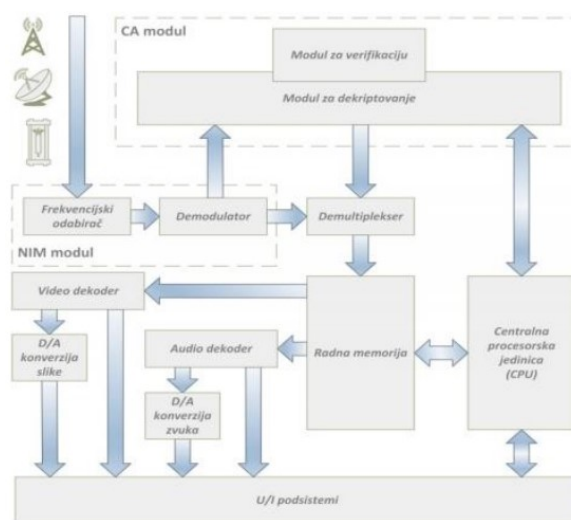 CA modul
Modul za verifikaciju
Modul za dekriptovanje
Frekvencijski
odabirač
Demodulator
Demultiplekser
NIM modul
Video dekoder
D/A
konverzija
slike
Audio dekoder
D/A
konverzija
zvuka
Radna memorija
Centralna
procesorska
jedinica
(CPU)
U/I podsistemi